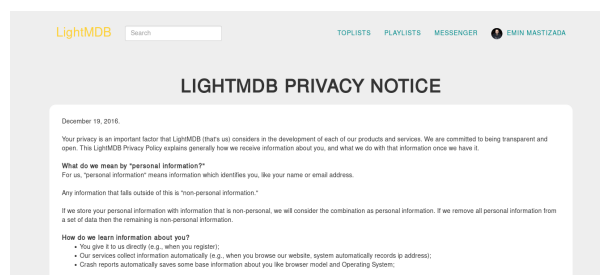 LightMDB Search TOPLISTS PLAYLISTS MESSENGER EMIN MASTIZADA
LIGHTMDB PRIVACY NOTICE
December 19, 2016.
Your privacy is an important factor that LightMDB (that's us) considers in the development of each of our products and services. We are committed to being transparent and
open. This LightMDB Privacy Policy explains generally how we receive information about you, and what we do with that information once we have it.
What do we mean by "personal information?"
For us, "personal information" means information which identifies you, like your name or email address.
Any information that falls outside of this is "non-personal information."
If we store your personal information with information that is non-personal, we will consider the combination as personal information. If we remove all personal information from
a set of data then the remaining is non-personal information.
How do we learn information about you?
• You give it to us directly (e.g., when you register);
• Our services collect information automatically (e.g., when you browse our website, system automatically records ip address);
• Crash reports automatically saves some base information about you like browser model and Operating System;